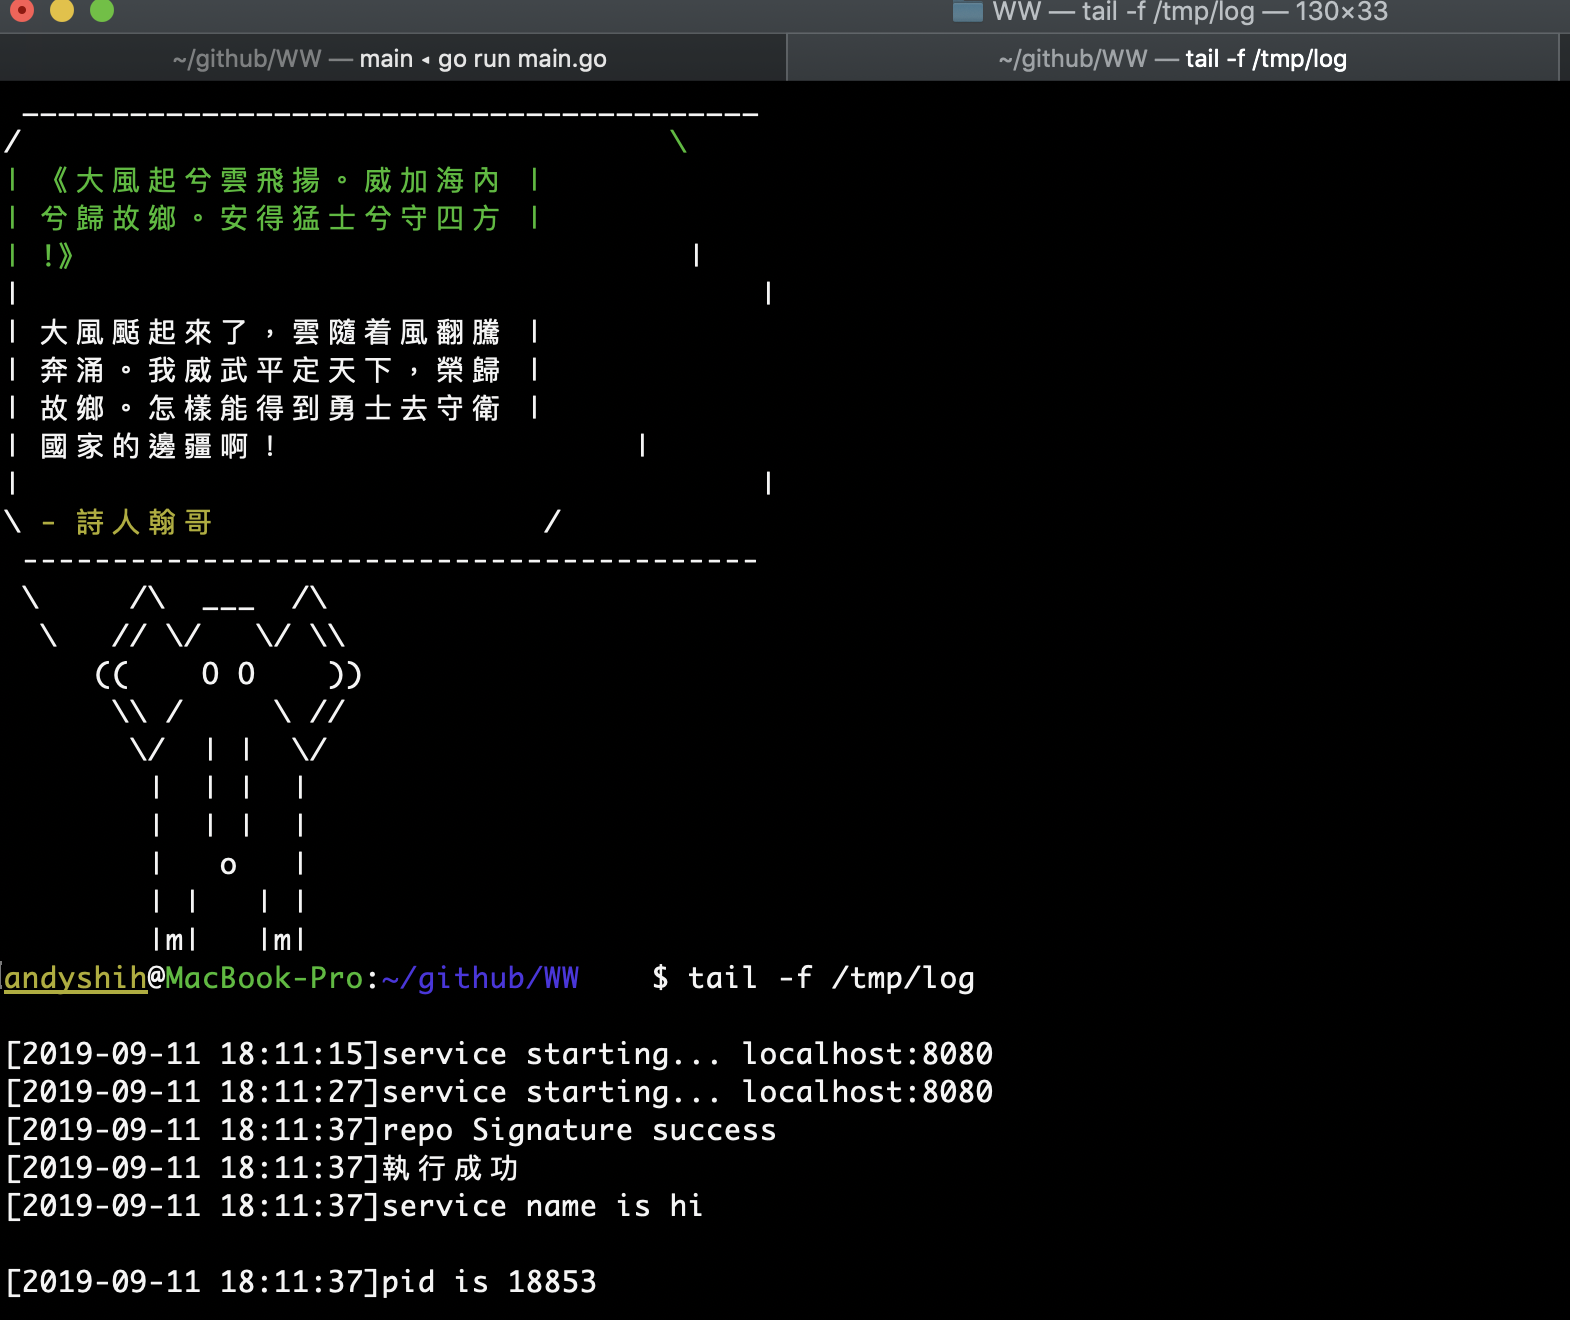 WW — tail -f /tmp/log — 130×33
~/github/WW — main ◂ go run main.go
~/github/WW — tail -f /tmp/log
《大風起兮雲飛揚。威加海內
兮歸故鄉。安得猛士兮守四方
!》
大風颳起來了，雲隨着風翻騰
奔涌。我威武平定天下，榮歸
故鄉。怎樣能得到勇士去守衛
國家的邊疆啊！
- 詩人翰哥
andyshih@MacBook-Pro:~/github/WW    $ tail -f /tmp/log
[2019-09-11 18:11:15]service starting... localhost:8080
[2019-09-11 18:11:27]service starting... localhost:8080
[2019-09-11 18:11:37]repo Signature success
[2019-09-11 18:11:37]執行成功
[2019-09-11 18:11:37]service name is hi
[2019-09-11 18:11:37]pid is 18853